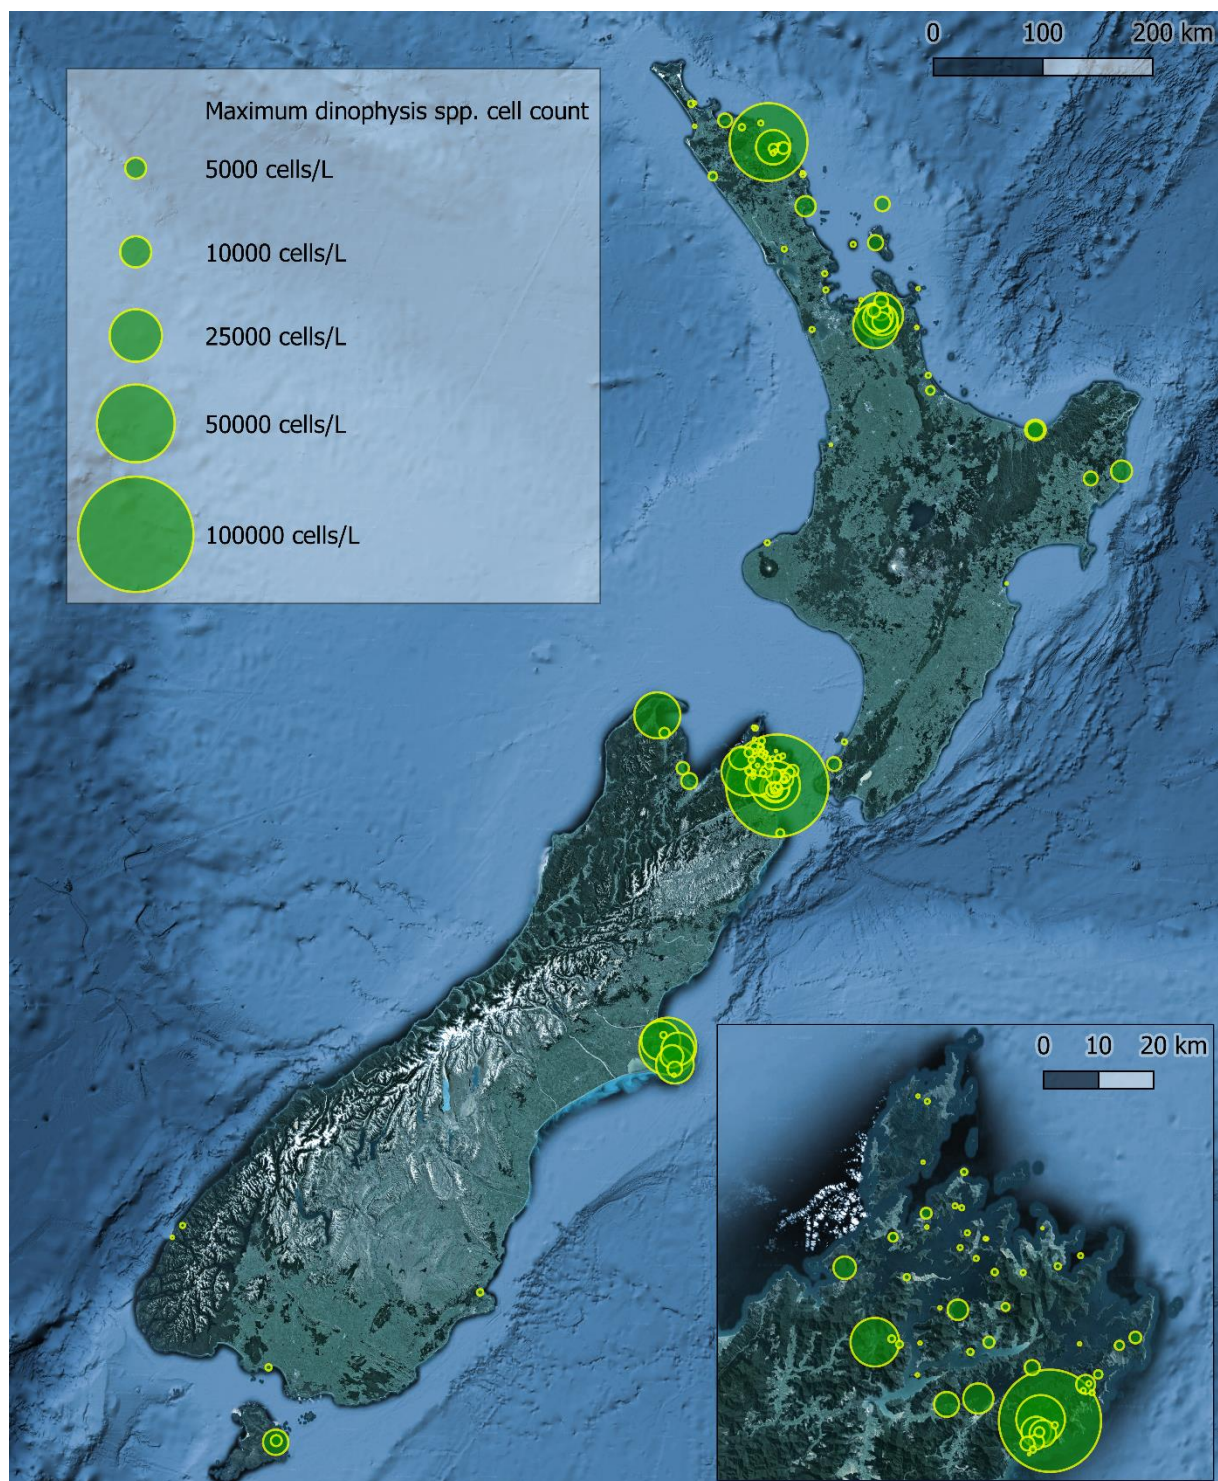 0 100 200 km
Maximum dinophysis spp. cell count
5000 cells/L
10000 cells/L
25000 cells/L
50000 cells/L
100000 cells/L
0 10 20 km